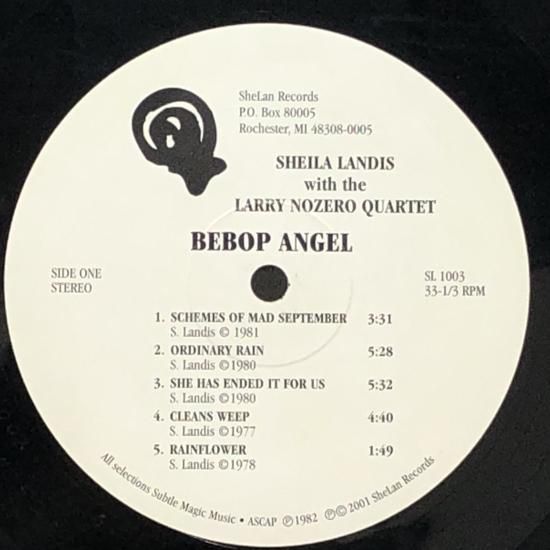 SheLan Records
P.O. Box 80005
Rochester, MI 48308-0005
SHEILA LANDIS
with the
LARRY NOZERO QUARTET
BEBOP ANGEL
SIDE ONE
STEREO
SL 1003
33-1/3 RPM
1. SCHEMES OF MAD SEPTEMBER 3:31
S. Landis © 1981
2. ORDINARY RAIN 5:28
S. Landis ©1980
3. SHE HAS ENDED IT FOR US 5:32
S. Landis ©1980
4. CLEANS WEEP 4:40
S. Landis ©1977
5. RAINFLOWER 1:49
S. Landis ©1978
All selections Subtle Magic Music • ASCAP ℗1982 ℗© 2001 SheLan Records